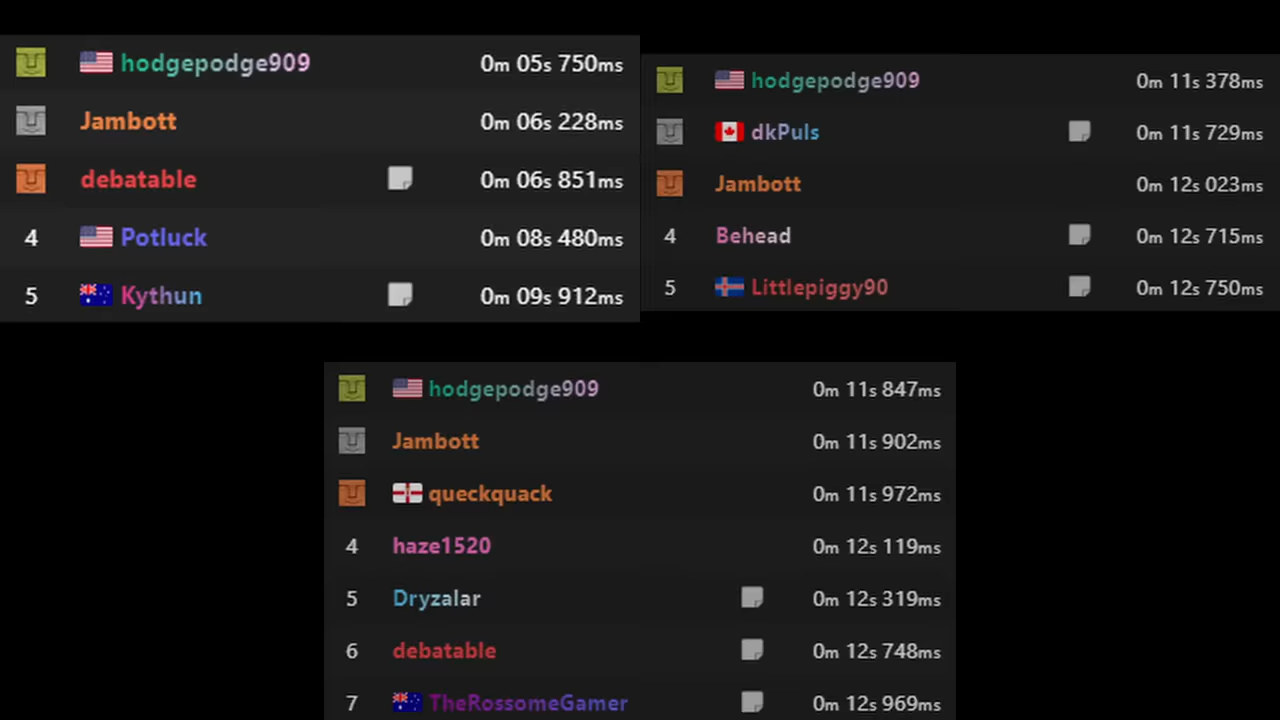 hodgepodge909 0m 05s 750ms
Jambott 0m 06s 228ms
debatable 0m 06s 851ms
4 Potluck 0m 08s 480ms
5 Kythun 0m 09s 912ms
hodgepodge909 0m 11s 378ms
dkPuls 0m 11s 729ms
Jambott 0m 12s 023ms
4 Behead 0m 12s 715ms
5 Littlepiggy90 0m 12s 750ms
hodgepodge909 0m 11s 847ms
Jambott 0m 11s 902ms
queckquack 0m 11s 972ms
4 haze1520 0m 12s 119ms
5 Dryzalar 0m 12s 319ms
6 debatable 0m 12s 748ms
7 TheRossomeGamer 0m 12s 969ms